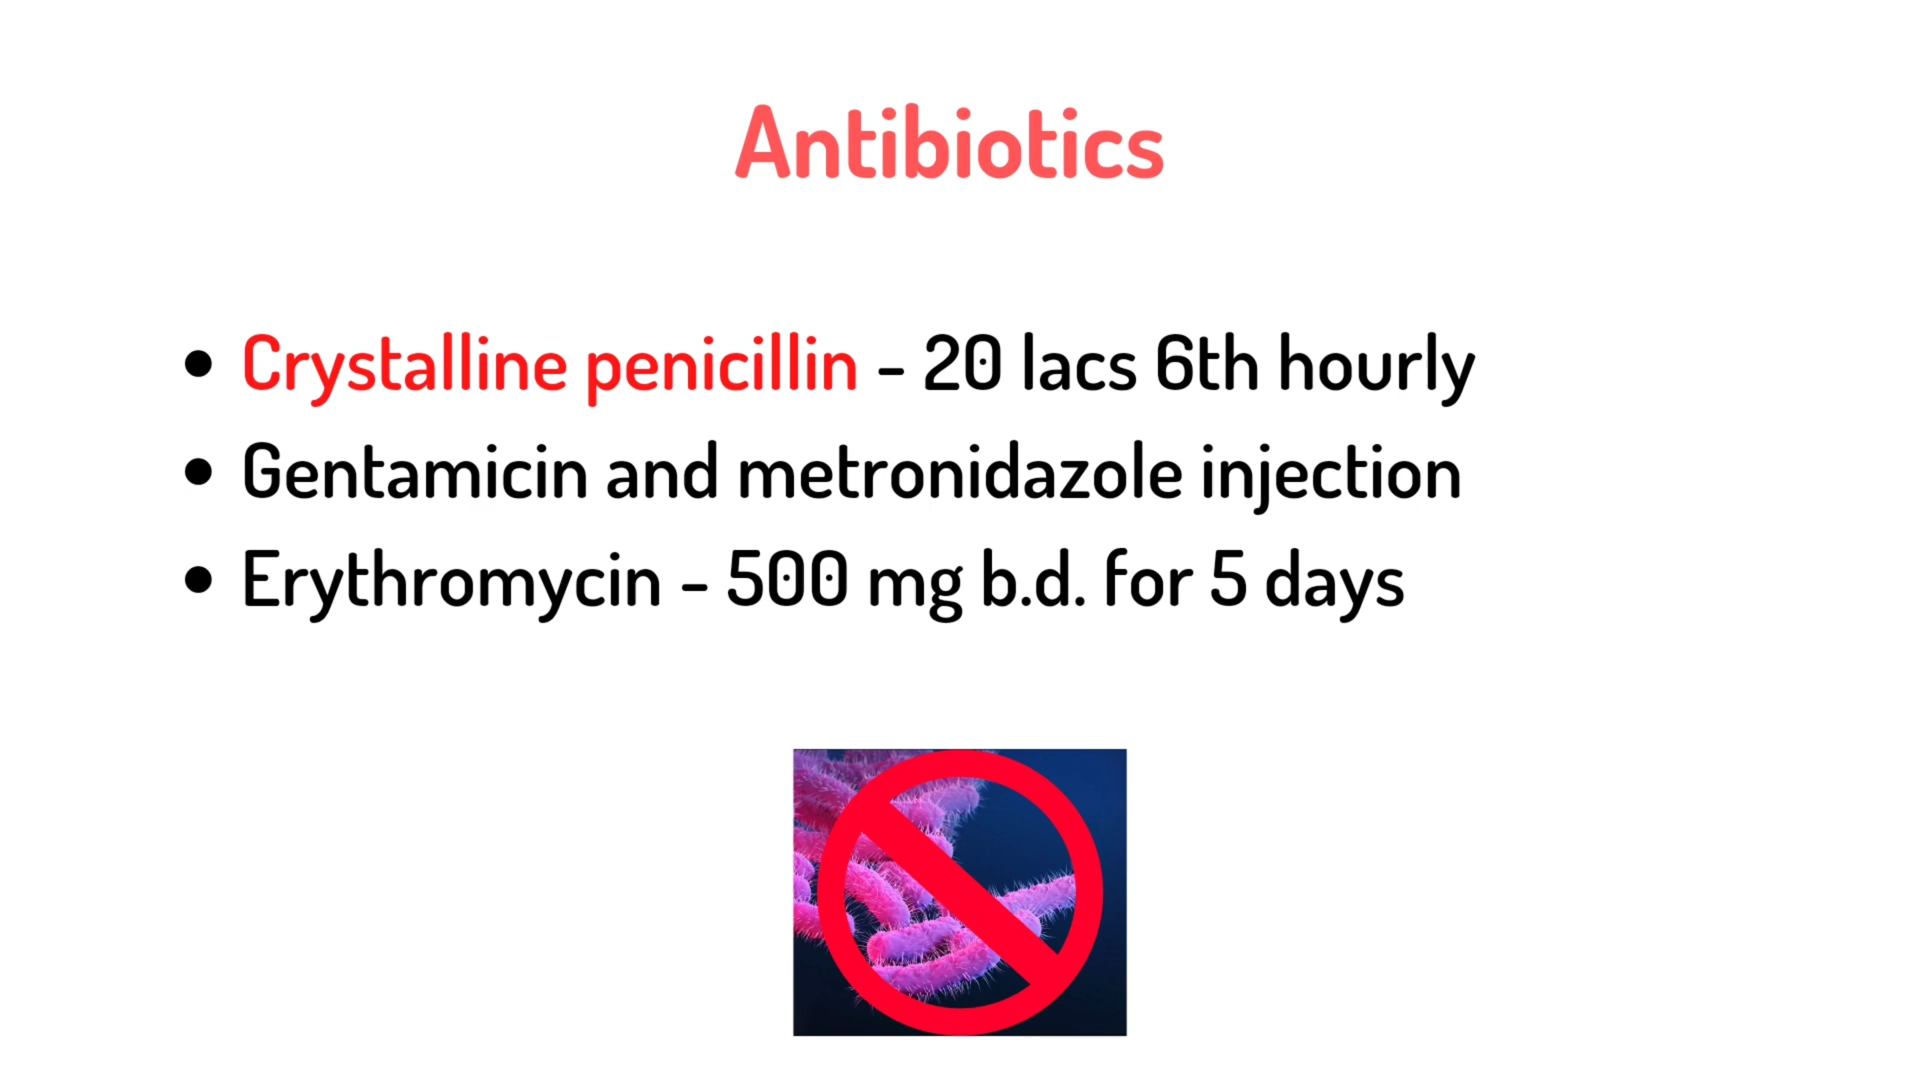 Antibiotics
• Crystalline penicillin - 20 lacs 6th hourly
• Gentamicin and metronidazole injection
• Erythromycin - 500 mg b.d. for 5 days